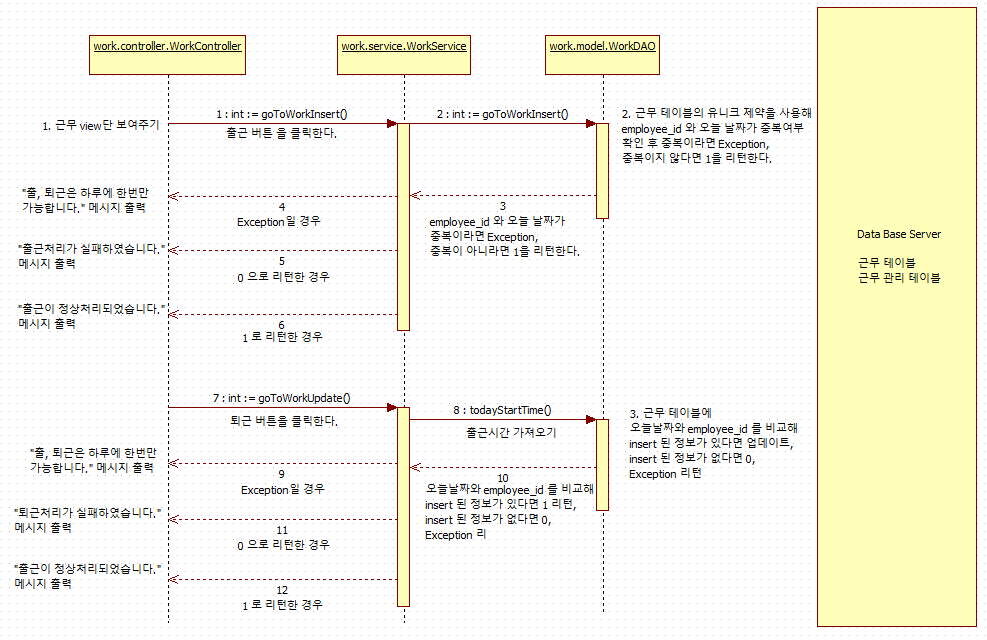 work.controller.WorkController
work.service.WorkService
work.model.WorkDAO
1. 근무 view단 보여주기
1 : int := goToWorkInsert()
출근 버튼 을 클릭한다.
2 : int := goToWorkInsert()
2. 근무 테이블의 유니크 제약을 사용해
employee_id 와 오늘 날짜가 중복여부
확인 후 중복이라면 Exception,
중복이지 않다면 1을 리턴한다.
"출, 퇴근은 하루에 한번만
가능합니다." 메시지 출력
4
Exception일 경우
3
employee_id 와 오늘 날짜가
중복이라면 Exception,
중복이 아니라면 1을 리턴한다.
"출근처리가 실패하였습니다."
메시지 출력
5
0 으로 리턴한 경우
"출근이 정상처리되었습니다."
메시지 출력
6
1 로 리턴한 경우
Data Base Server
근무 테이블
근무 관리 테이블
7 : int := goToWorkUpdate()
퇴근 버튼을 클릭한다.
8 : todayStartTime()
출근시간 가져오기
3. 근무 테이블에
오늘날짜와 employee_id 를 비교해
insert 된 정보가 있다면 업데이트,
insert 된 정보가 없다면 0,
Exception 리턴
"출, 퇴근은 하루에 한번만
가능합니다." 메시지 출력
9
Exception일 경우
10
오늘날짜와 employee_id 를 비교해
insert 된 정보가 있다면 1 리턴,
insert 된 정보가 없다면 0,
Exception 리
"퇴근처리가 실패하였습니다."
메시지 출력
11
0 으로 리턴한 경우
"출근이 정상처리되었습니다."
메시지 출력
12
1 로 리턴한 경우